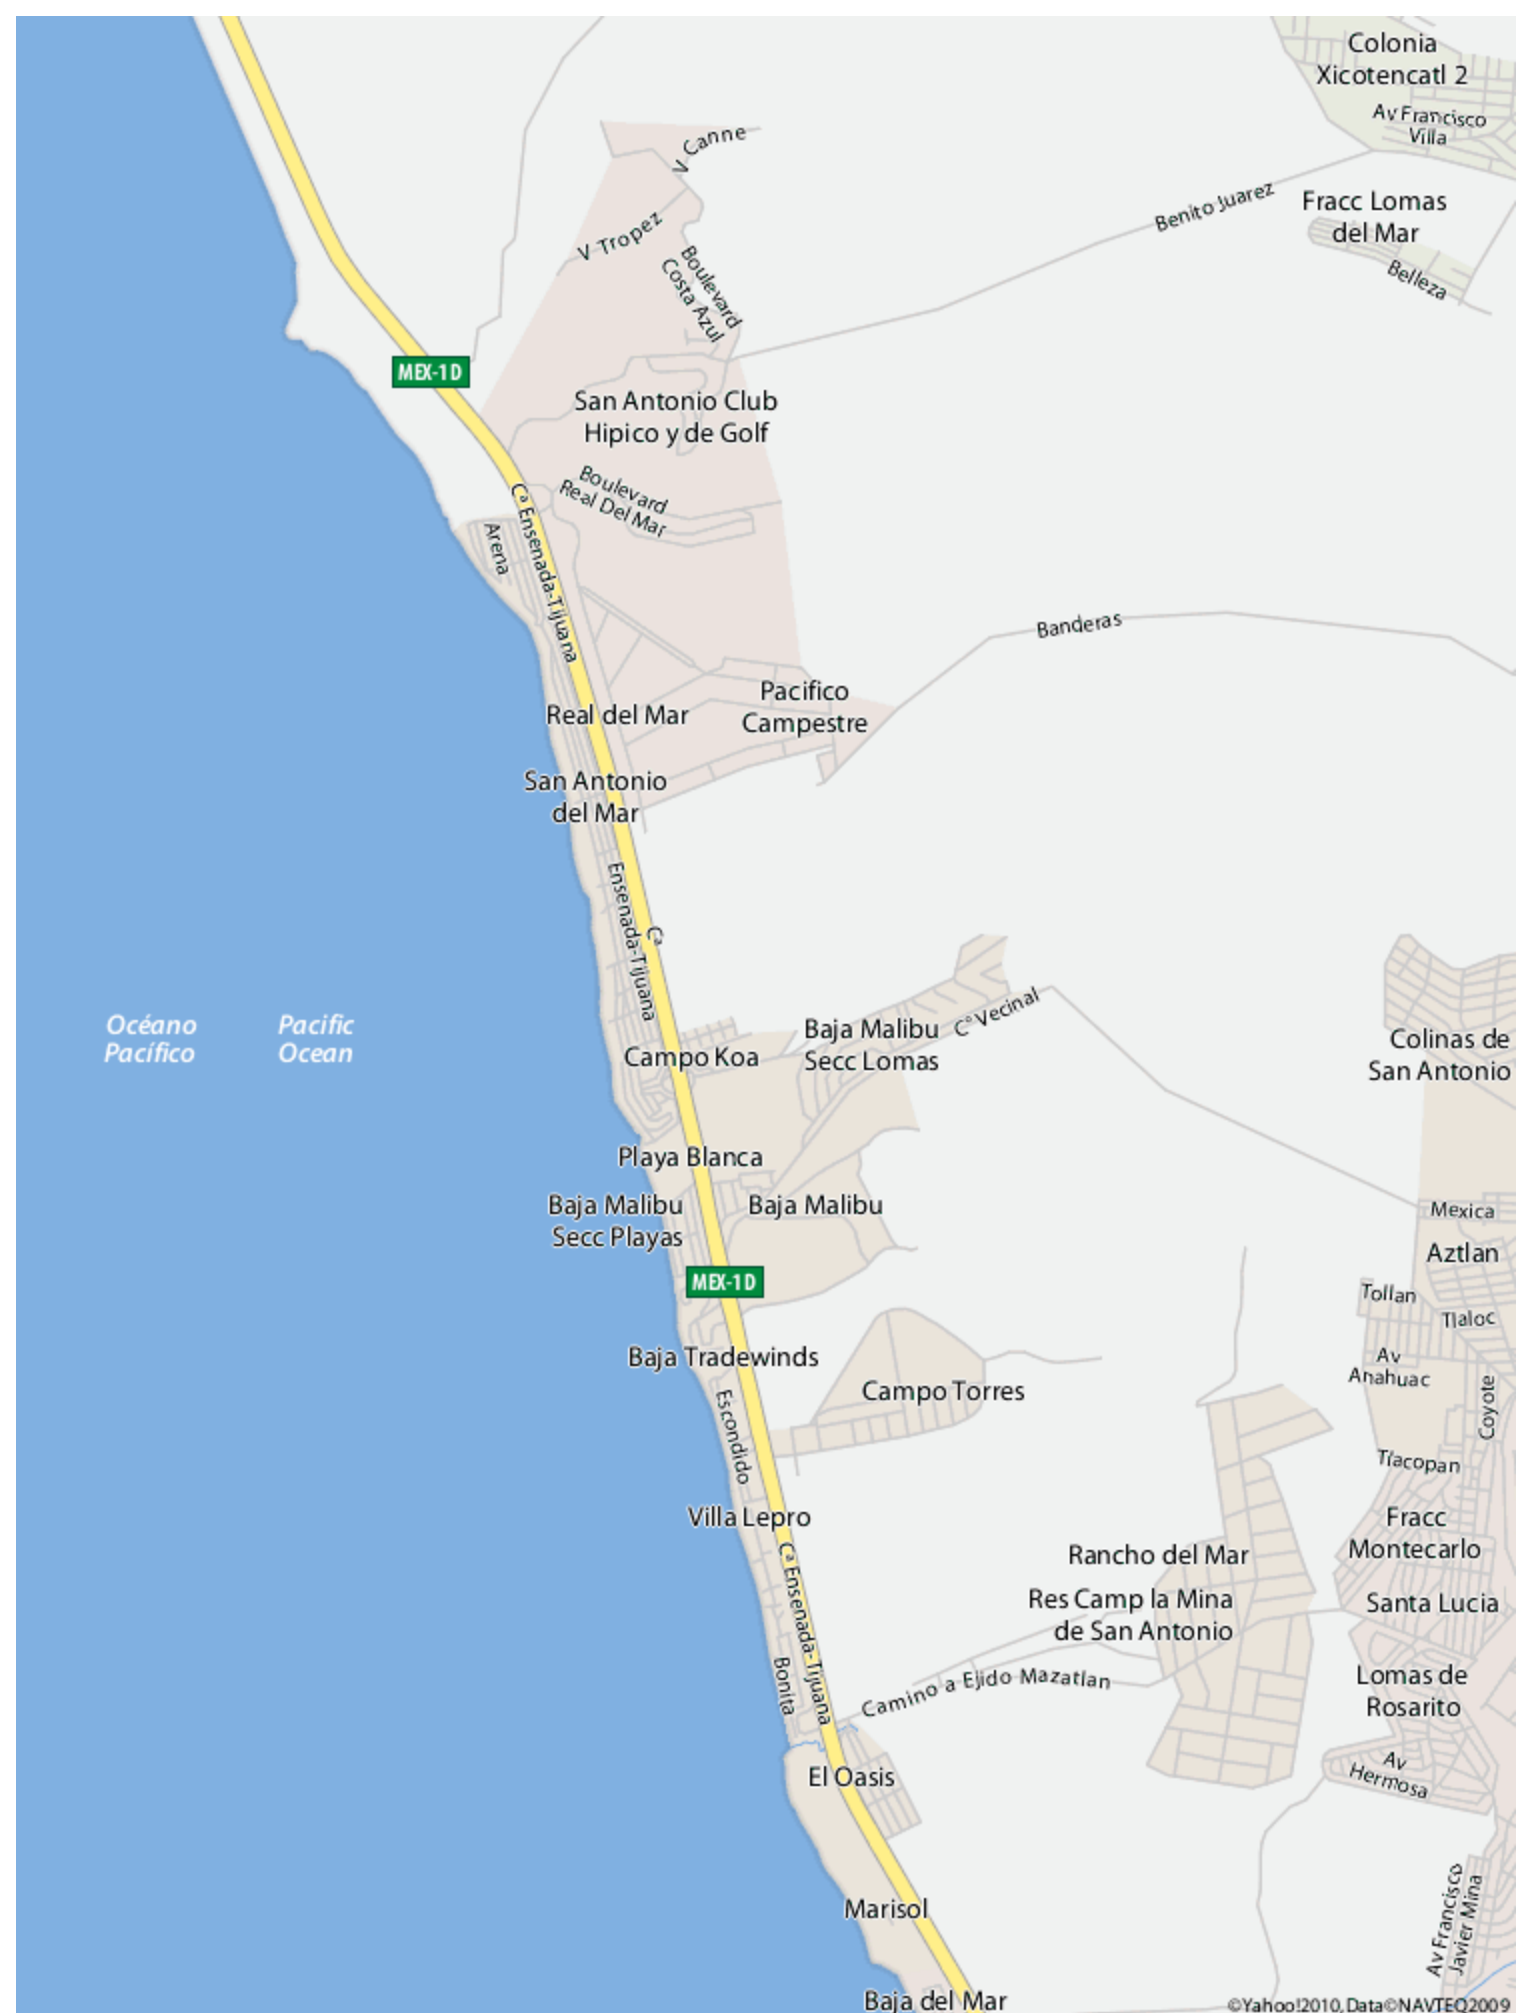 Colonia
Xicotencatl 2
Av Francisco
Villa
V Canne
Benito Juarez
Fracc Lomas
del Mar
V Tropez
Boulevard
Costa Azul
Belleza
MEX-1D
San Antonio Club
Hipico y de Golf
Boulevard
Real Del Mar
Arena
Cª Ensenada-Tijuana
Banderas
Pacifico
Campestre
Real del Mar
San Antonio
del Mar
Cª
Ensenada-Tijuana
Océano
Pacífico
Pacific
Ocean
Baja Malibu
Secc Lomas
C° Vecinal
Colinas de
San Antonio
Campo Koa
Playa Blanca
Baja Malibu
Secc Playas
Baja Malibu
Mexica
Aztlan
MEX-1D
Tollan
Tlaloc
Baja Tradewinds
Av
Anahuac
Campo Torres
Escondido
Coyote
Tlacopan
Villa Lepro
Fracc
Montecarlo
Rancho del Mar
Cª Ensenada-Tijuana
Res Camp la Mina
de San Antonio
Santa Lucia
Bonita
Camino a Ejido Mazatlan
Lomas de
Rosarito
El Oasis
Av
Hermosa
Marisol
Av Francisco
Javier Mina
Baja del Mar
©Yahoo!2010, Data©NAVTEQ2009